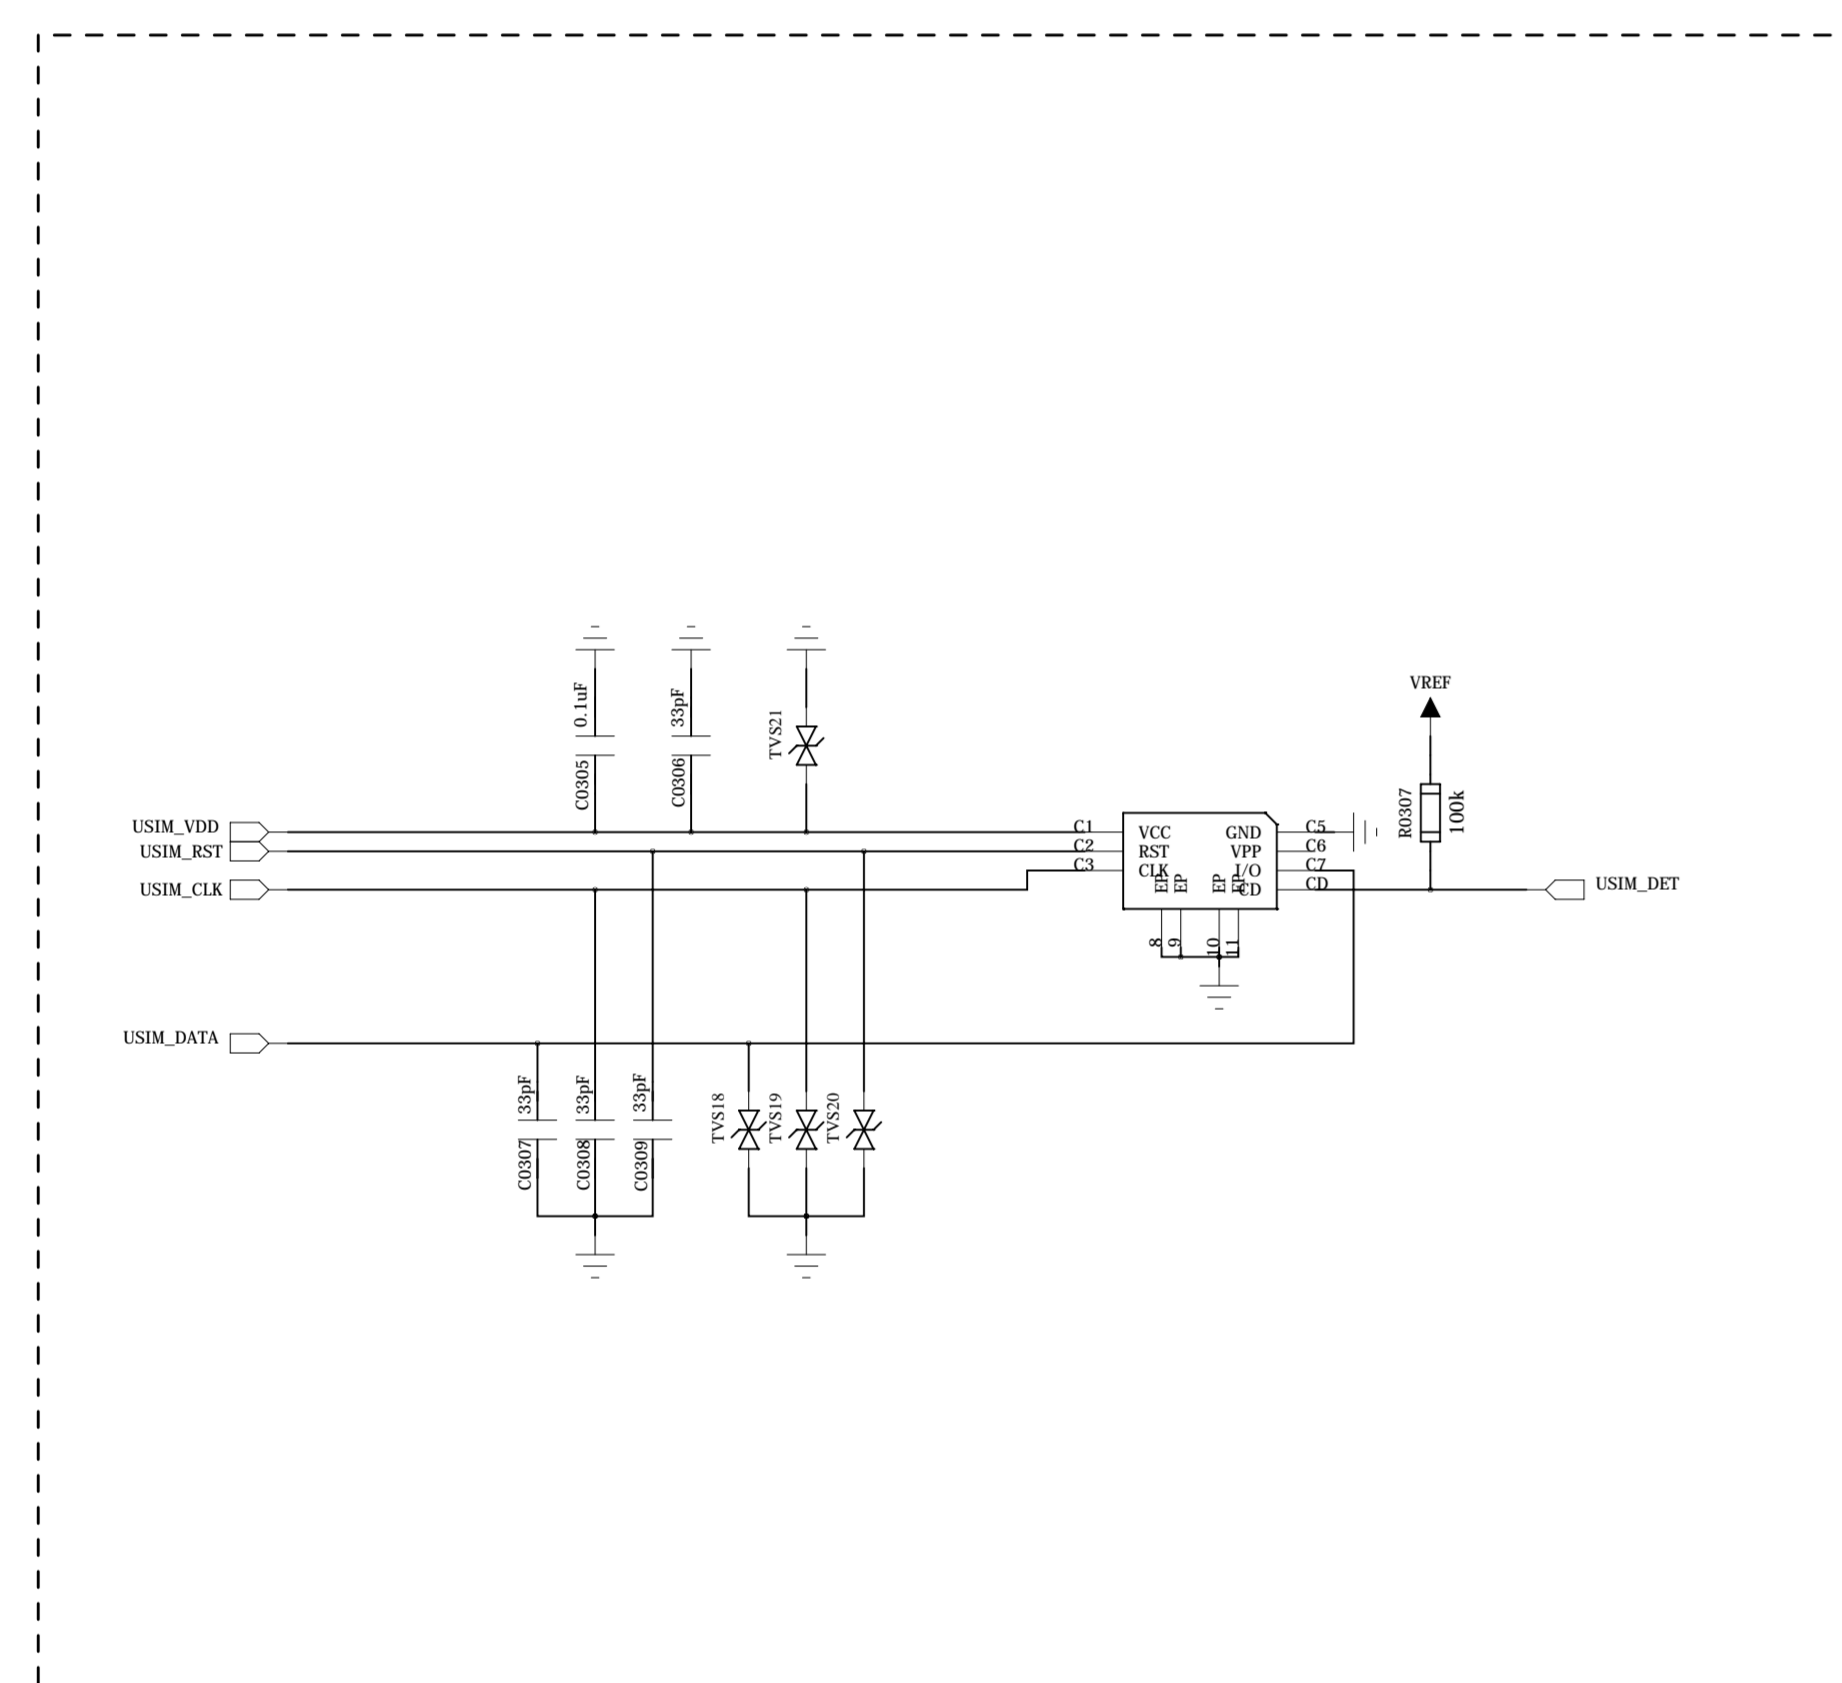 VREF
0.1uF
33pF
TVS21
C0305
C0306
R0307
100k
USIM_VDD
USIM_RST
USIM_CLK
C1
C2
C3
VCC
RST
CLK
GND
VPP
I/O
CD
EP
EP
EP
EP
C5
C6
C7
CD
USIM_DET
8
9
10
11
USIM_DATA
33pF
33pF
33pF
C0307
C0308
C0309
TVS18
TVS19
TVS20